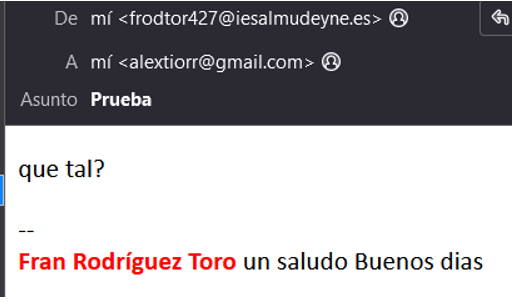 De mí <frodtor427@iesalmudeyne.es>
A mí <alextiorr@gmail.com>
Asunto Prueba
que tal?
--
Fran Rodríguez Toro un saludo Buenos dias